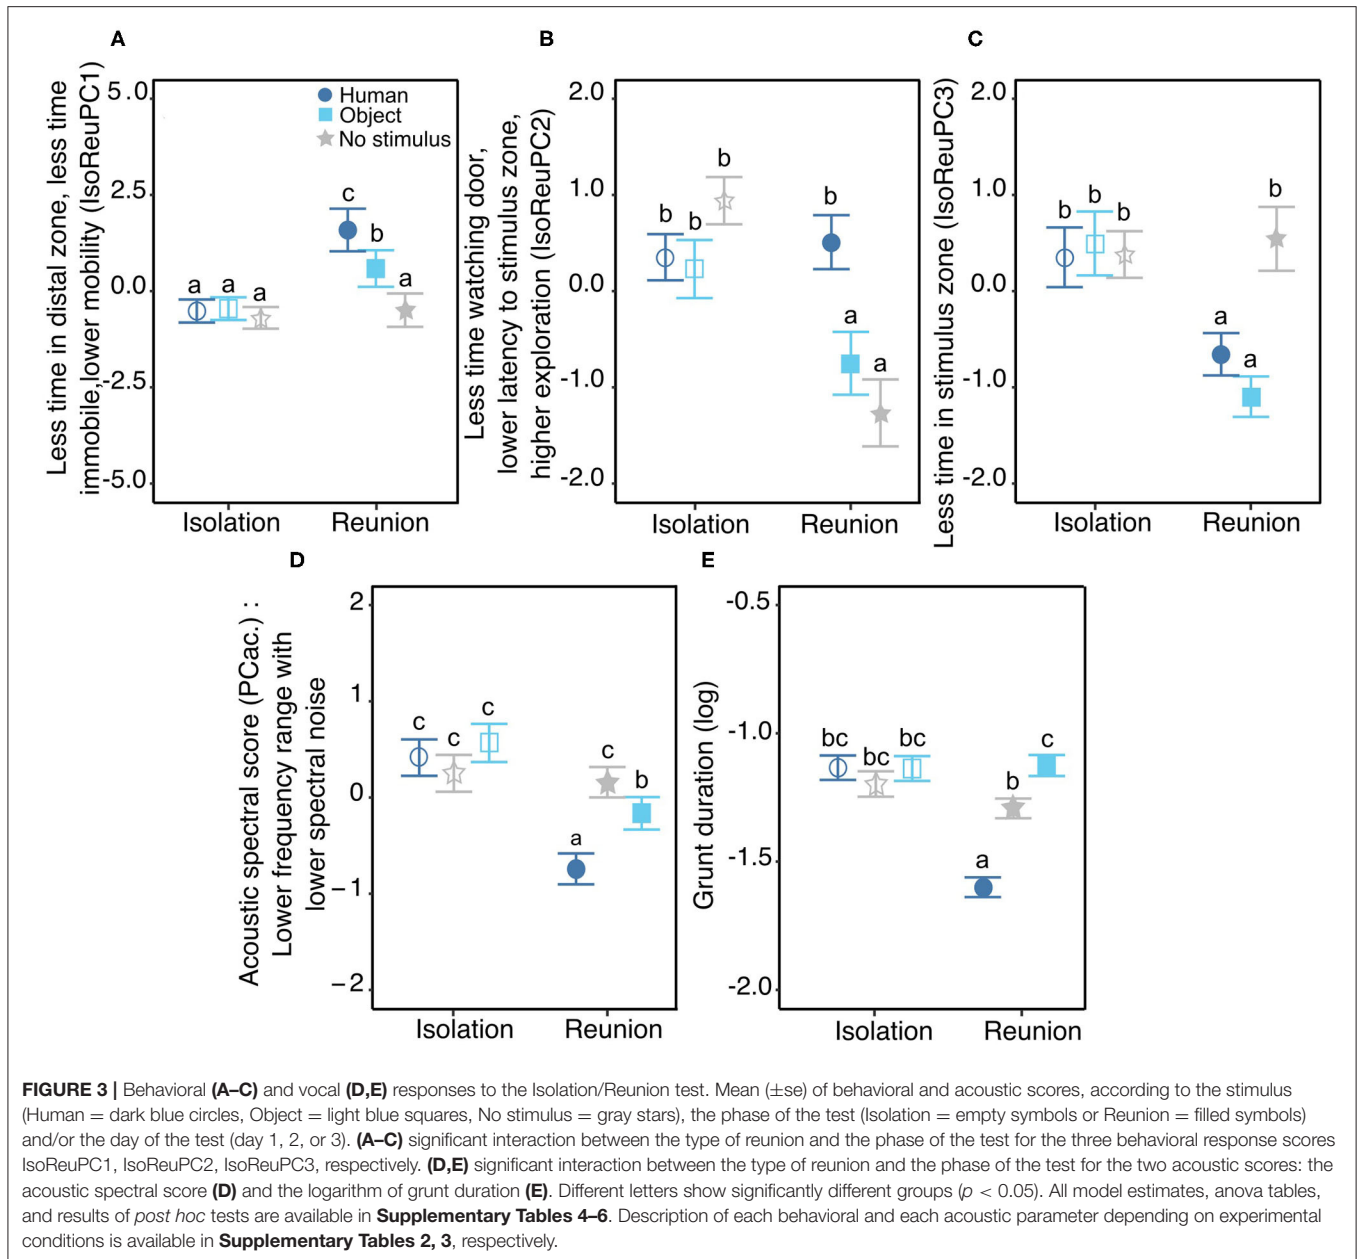 A
Less time in distal zone, less time
immobile,lower mobility (IsoReuPC1)
5.0
2.5
0.0
-2.5
-5.0
Human
Object
No stimulus
a a a
c
b
a
Isolation Reunion
B
Less time watching door,
lower latency to stimulus zone,
higher exploration (IsoReuPC2)
2.0
1.0
0.0
-1.0
-2.0
b b b
b
a
a
Isolation Reunion
C
Less time in stimulus zone (IsoReuPC3)
2.0
1.0
0.0
-1.0
-2.0
b b b
a
a
b
Isolation Reunion
D
Acoustic spectral score (PCac.) :
Lower frequency range with
lower spectral noise
2
1
0
−1
−2
c c c
a
c
b
Isolation Reunion
E
Grunt duration (log)
-0.5
-1.0
-1.5
-2.0
bc bc bc
a
b
c
Isolation Reunion
FIGURE 3 | Behavioral (A–C) and vocal (D,E) responses to the Isolation/Reunion test. Mean (±se) of behavioral and acoustic scores, according to the stimulus
(Human = dark blue circles, Object = light blue squares, No stimulus = gray stars), the phase of the test (Isolation = empty symbols or Reunion = filled symbols)
and/or the day of the test (day 1, 2, or 3). (A–C) significant interaction between the type of reunion and the phase of the test for the three behavioral response scores
IsoReuPC1, IsoReuPC2, IsoReuPC3, respectively. (D,E) significant interaction between the type of reunion and the phase of the test for the two acoustic scores: the
acoustic spectral score (D) and the logarithm of grunt duration (E). Different letters show significantly different groups (p < 0.05). All model estimates, anova tables,
and results of post hoc tests are available in Supplementary Tables 4–6. Description of each behavioral and each acoustic parameter depending on experimental
conditions is available in Supplementary Tables 2, 3, respectively.